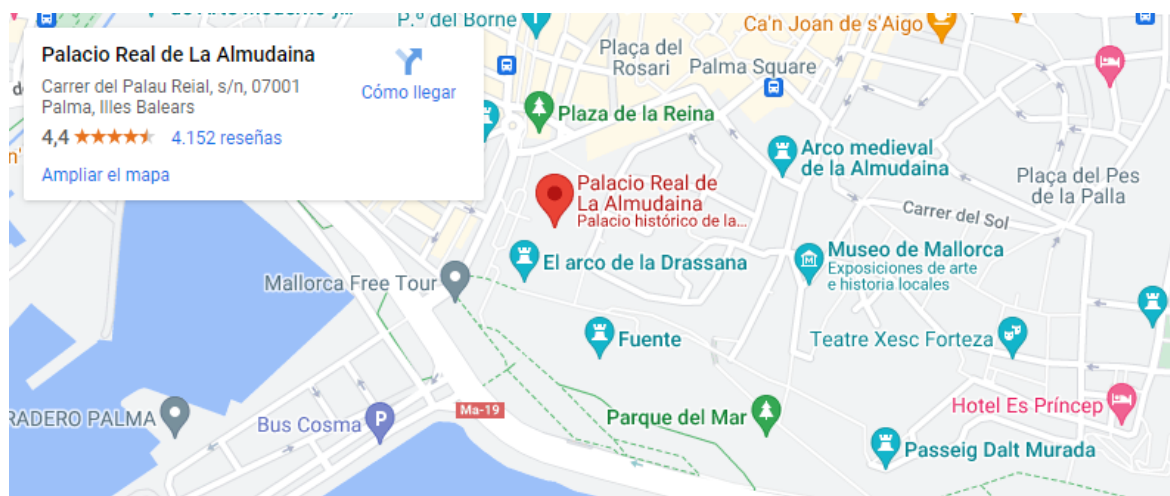 Palacio Real de La Almudaina
Carrer del Palau Reial, s/n, 07001
Palma, Illes Balears
4,4
4.152 reseñas
Ampliar el mapa
Cómo llegar
P.º del Borne
Ca'n Joan de s'Aigo
Plaça del
Rosari
Palma Square
Plaza de la Reina
Arco medieval
de la Almudaina
Plaça del Pes
de la Palla
Palacio Real de
La Almudaina
Palacio histórico de la...
Carrer del Sol
El arco de la Drassana
Museo de Mallorca
Exposiciones de arte
e historia locales
Mallorca Free Tour
Fuente
Teatre Xesc Forteza
Ma-19
Bus Cosma
P
Parque del Mar
Hotel Es Príncep
Passeig Dalt Murada
PALMA